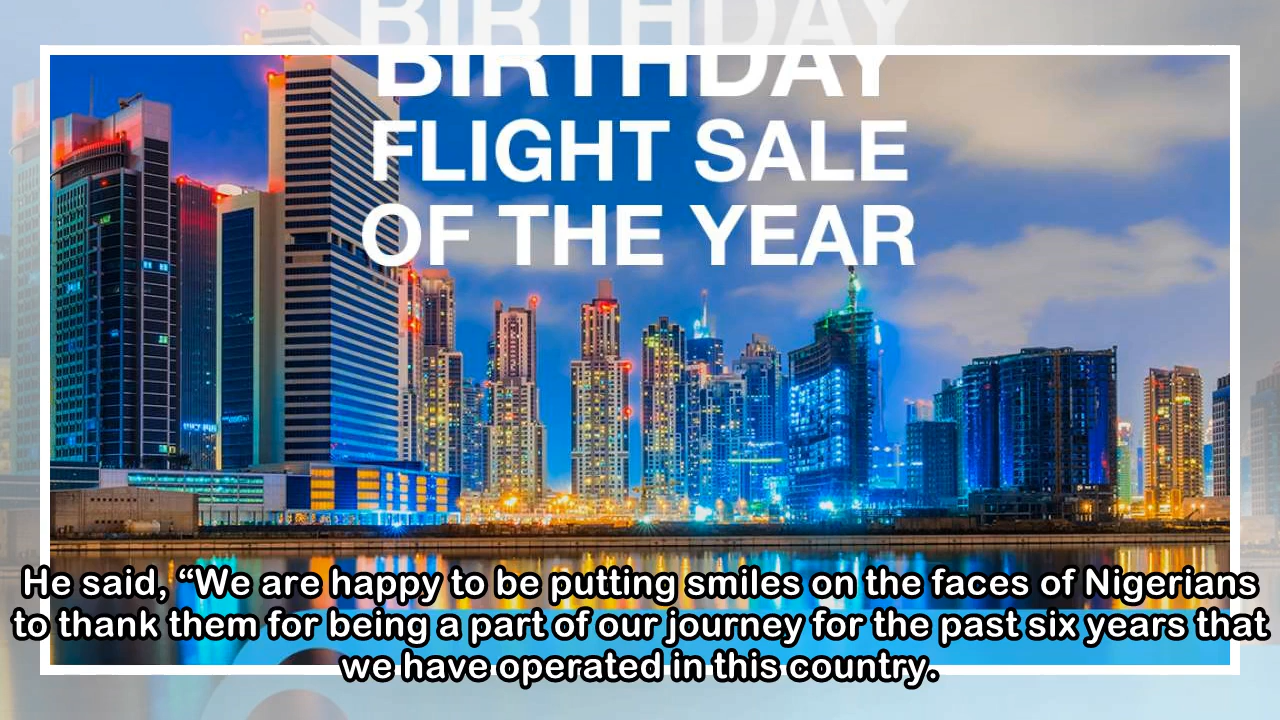 BIRTHDAY
BIRTHDAY
FLIGHT SALE
OF THE YEAR
He said, “We are happy to be putting smiles on the faces of Nigerians
to thank them for being a part of our journey for the past six years that
we have operated in this country.